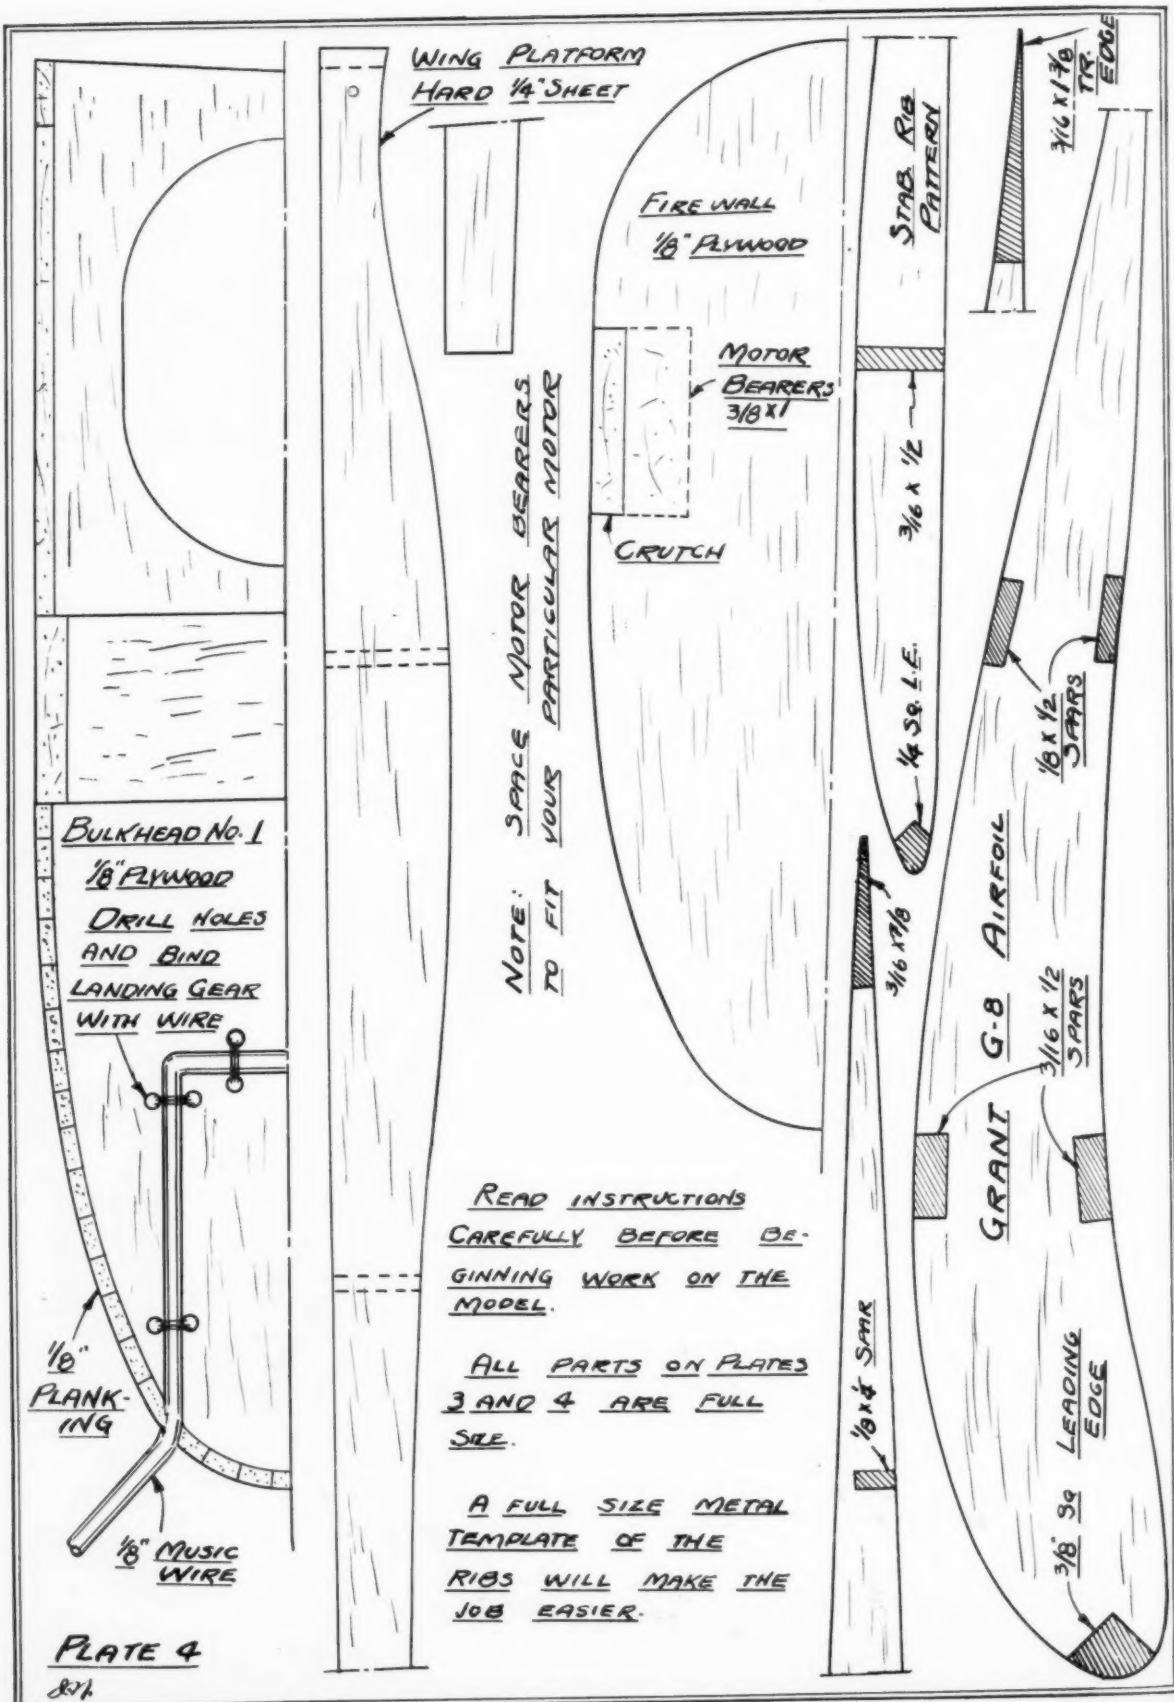 WING PLATFORM
HARD 1/4" SHEET
FIRE WALL
1/8" PLYWOOD
MOTOR
BEARERS
3/8 X 1
CRUTCH
NOTE: SPACE MOTOR BEARERS
TO FIT YOUR PARTICULAR MOTOR
STAB. RIB
PATTERN
3/16 X 1/2
1/4 SQ. L.E.
3/16 X 1 7/8
TR.
EDGE
1/8 X 1/2
SPARS
GRANT G-8 AIRFOIL
3/16 X 1/2
SPARS
3/8" SQ LEADING
EDGE
3/16 X 7/8
1/8 X 1/4 SPAR
BULKHEAD NO. 1
1/8" PLYWOOD
DRILL HOLES
AND BIND
LANDING GEAR
WITH WIRE
1/8"
PLANK-
ING
1/8" MUSIC
WIRE
READ INSTRUCTIONS
CAREFULLY BEFORE BE-
GINNING WORK ON THE
MODEL.
ALL PARTS ON PLATES
3 AND 4 ARE FULL
SIZE.
A FULL SIZE METAL
TEMPLATE OF THE
RIBS WILL MAKE THE
JOB EASIER.
PLATE 4